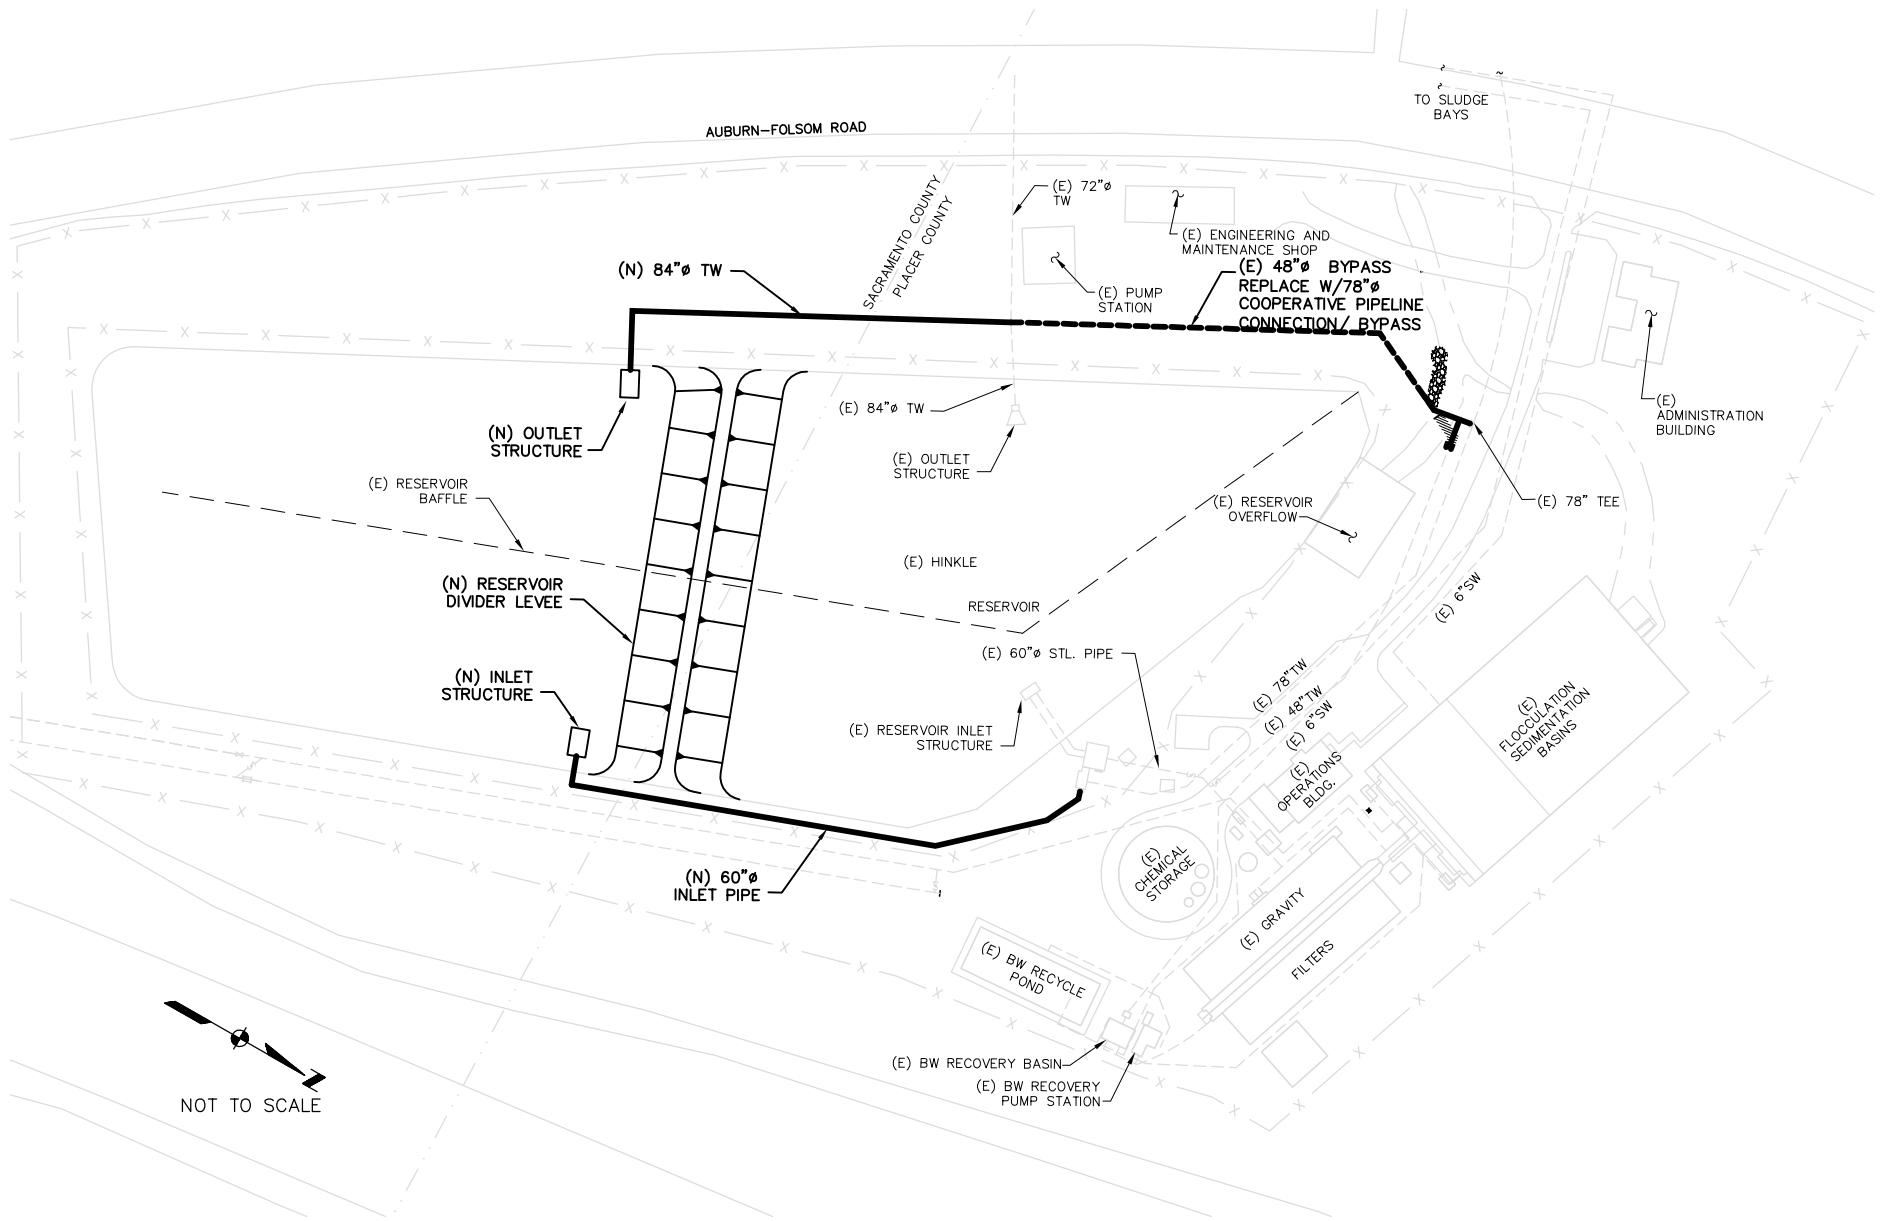 TO SLUDGE
BAYS
AUBURN-FOLSOM ROAD
SACRAMENTO COUNTY
PLACER COUNTY
(E) 72"ø
TW
(E) ENGINEERING AND
MAINTENANCE SHOP
(N) 84"ø TW
(E) 48"ø BYPASS
REPLACE W/78"ø
COOPERATIVE PIPELINE
CONNECTION/ BYPASS
(E) PUMP
STATION
(E) 84"ø TW
(E)
ADMINISTRATION
BUILDING
(N) OUTLET
STRUCTURE
(E) OUTLET
STRUCTURE
(E) RESERVOIR
BAFFLE
(E) RESERVOIR
OVERFLOW
(E) 78" TEE
(E) HINKLE
RESERVOIR
(N) RESERVOIR
DIVIDER LEVEE
(E) 6"SW
(E) 60"ø STL. PIPE
(N) INLET
STRUCTURE
(E) 78"TW
(E) 48"TW
(E) 6"SW
(E)
FLOCCULATION
SEDIMENTATION
BASINS
(E) RESERVOIR INLET
STRUCTURE
(E)
OPERATIONS
BLDG.
(E)
CHEMICAL
STORAGE
(N) 60"ø
INLET PIPE
(E) GRAVITY
FILTERS
(E) BW RECYCLE
POND
(E) BW RECOVERY BASIN
(E) BW RECOVERY
PUMP STATION
N
NOT TO SCALE